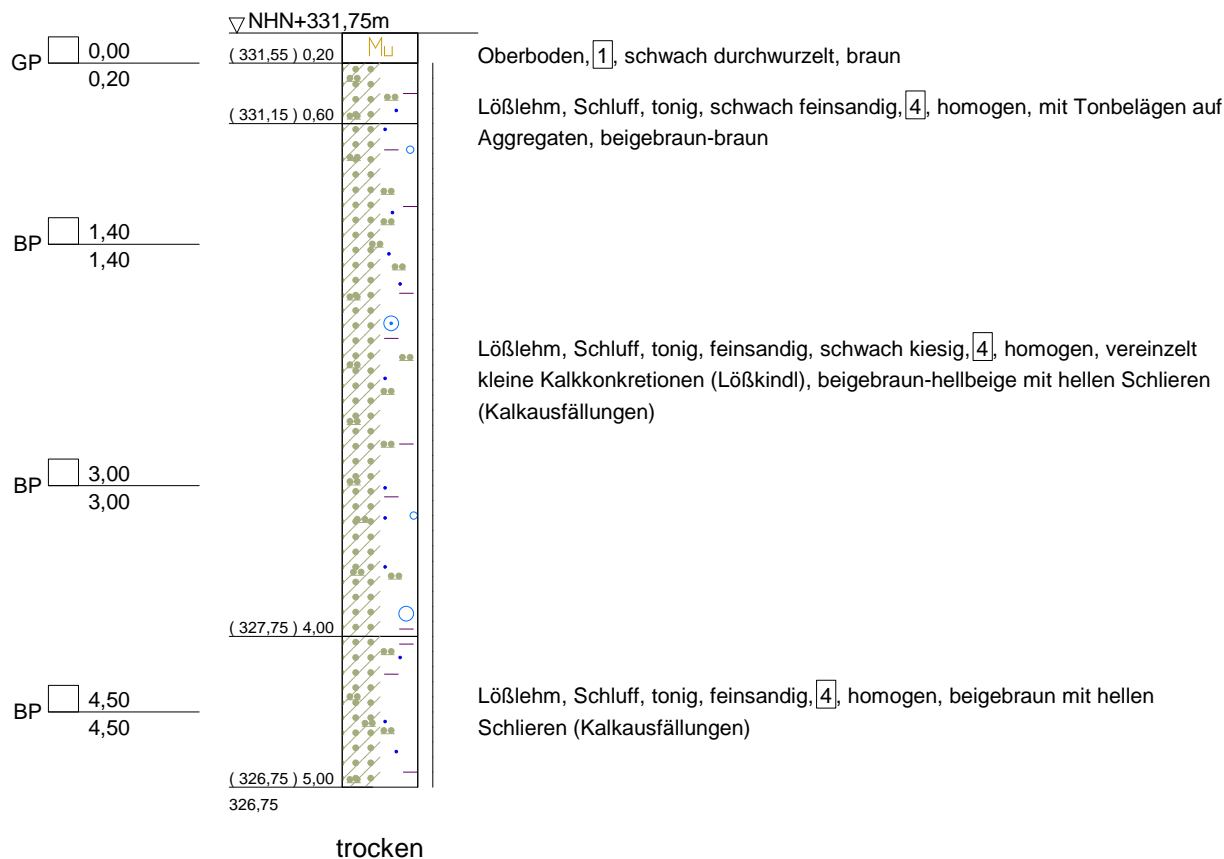 NHN+331,75m
GP 0,00
0,20
( 331,55 ) 0,20
Mu
Oberboden, 1, schwach durchwurzelt, braun
( 331,15 ) 0,60
Lößlehm, Schluff, tonig, schwach feinsandig, 4, homogen, mit Tonbelägen auf
Aggregaten, beigebraun-braun
BP 1,40
1,40
Lößlehm, Schluff, tonig, feinsandig, schwach kiesig, 4, homogen, vereinzelt
kleine Kalkkonkretionen (Lößkindl), beigebraun-hellbeige mit hellen Schlieren
(Kalkausfällungen)
BP 3,00
3,00
( 327,75 ) 4,00
BP 4,50
4,50
Lößlehm, Schluff, tonig, feinsandig, 4, homogen, beigebraun mit hellen
Schlieren (Kalkausfällungen)
( 326,75 ) 5,00
326,75
trocken